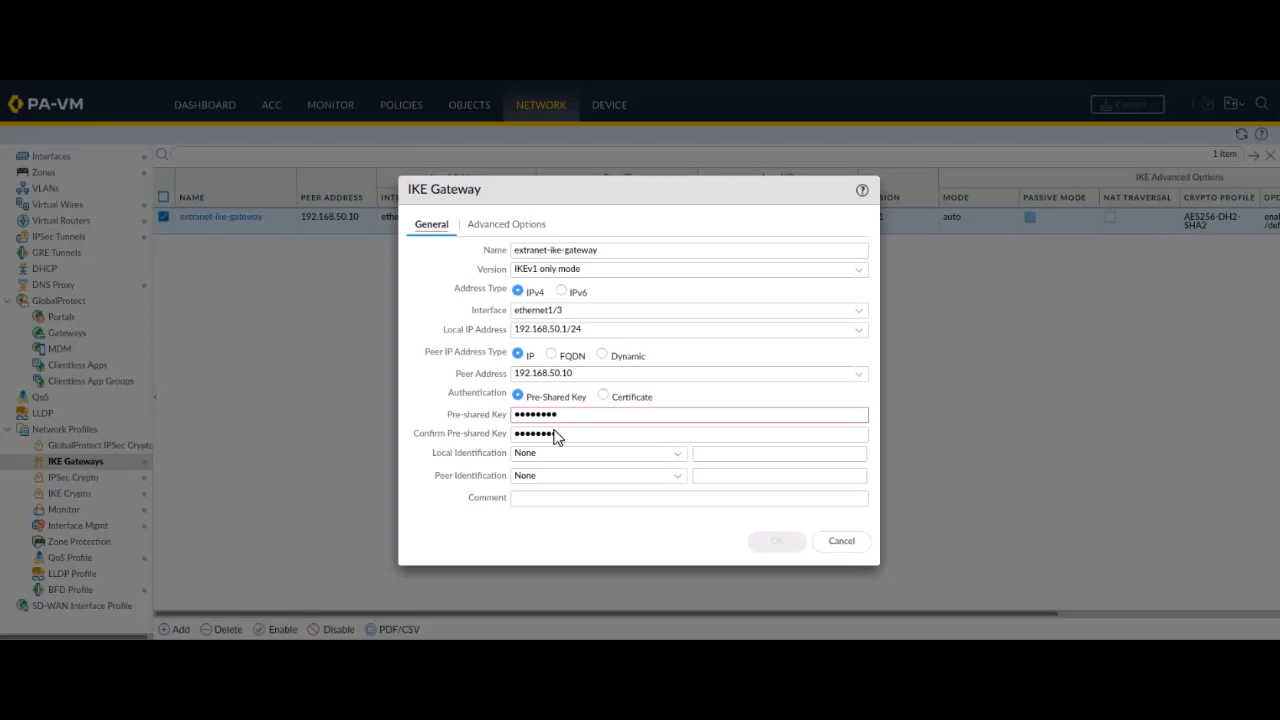 PA-VM
DASHBOARD ACC MONITOR POLICIES OBJECTS NETWORK DEVICE
Commit
1 item
IKE Advanced Options
NAME PEER ADDRESS MODE PASSIVE MODE NAT TRAVERSAL CRYPTO PROFILE
extranet-ike-gateway 192.168.50.10 auto AES256-DH2-
SHA2
Interfaces
Zones
VLANs
Virtual Wires
Virtual Routers
IPSec Tunnels
GRE Tunnels
DHCP
DNS Proxy
GlobalProtect
Portals
Gateways
MDM
Clientless Apps
Clientless App Groups
QoS
LLDP
Network Profiles
GlobalProtect IPSec Crypto
IKE Gateways
IPSec Crypto
IKE Crypto
Monitor
Interface Mgmt
Zone Protection
QoS Profile
LLDP Profile
BFD Profile
SD-WAN Interface Profile
IKE Gateway
General Advanced Options
Name extranet-ike-gateway
Version IKEv1 only mode
Address Type IPv4 IPv6
Interface ethernet1/3
Local IP Address 192.168.50.1/24
Peer IP Address Type IP FQDN Dynamic
Peer Address 192.168.50.10
Authentication Pre-Shared Key Certificate
Pre-shared Key ••••••••
Confirm Pre-shared Key ••••••••
Local Identification None
Peer Identification None
Comment
OK Cancel
Add Delete Enable Disable PDF/CSV